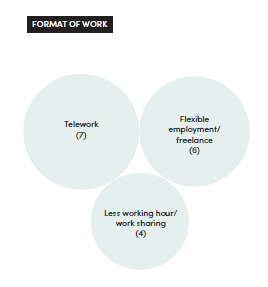 FORMAT OF WORK
Telework
(7)
Flexible
employment/
freelance
(6)
Less working hour/
work sharing
(4)